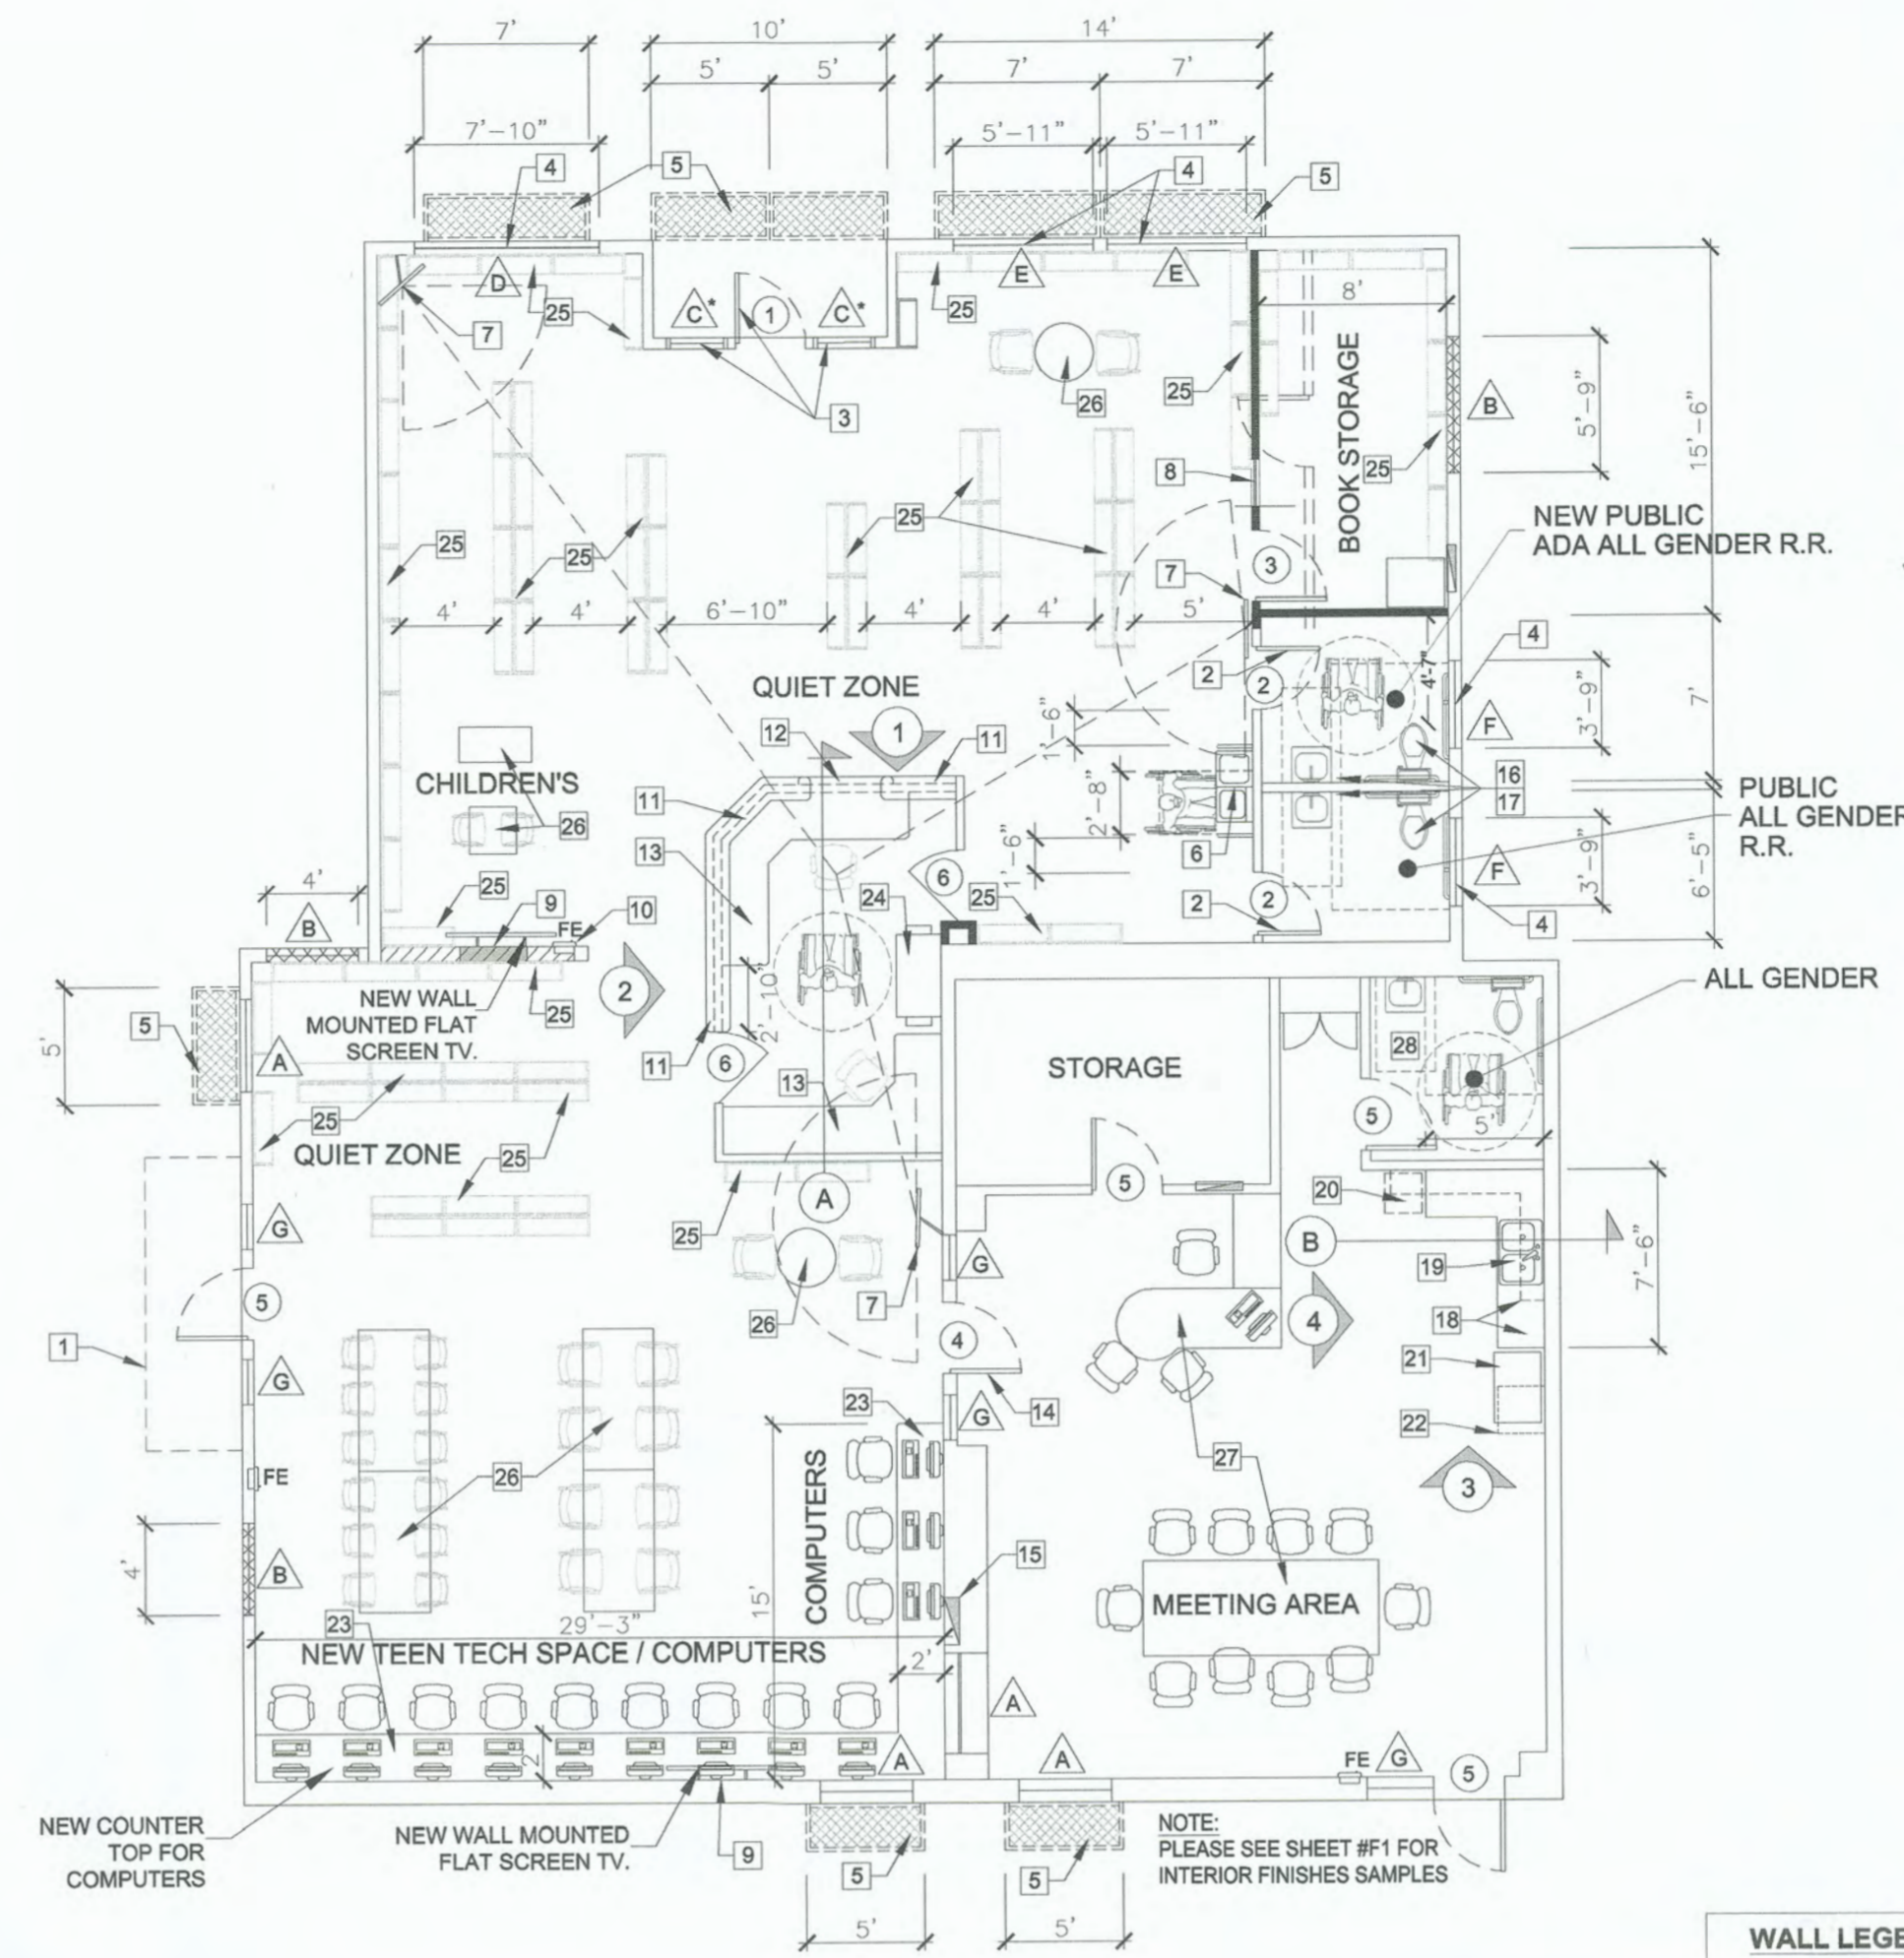 7'
10'
14'
5'
5'
7'
7'
7'-10"
5'-11"
5'-11"
4
5
4
5
D
C*
1
C*
E
E
8'
25
25
25
7
3
26
25
BOOK STORAGE
B
5'-9"
15'-6"
25
8
NEW PUBLIC
ADA ALL GENDER R.R.
25
25
25
3
7
4'
4'
6'-10"
4'
4'
5'
4
2
2
4'-7"
QUIET ZONE
F
3'-9"
7'
12
1
11
1'-6"
CHILDREN'S
11
2'-8"
16
17
PUBLIC
ALL GENDER
R.R.
26
13
6
1'-6"
6
F
3'-9"
6'-5"
4'
25
9
10
24
25
2
2
4
B
FE
2
2'-10"
NEW WALL
MOUNTED FLAT
SCREEN TV.
25
ALL GENDER
5
5'
A
11
6
13
STORAGE
28
25
QUIET ZONE
25
5
5
5'
20
A
25
G
B
7'-6"
G
19
5
26
7
4
4
18
1
G
23
G
14
21
22
COMPUTERS
27
FE
26
3
15
B
4'
15'
MEETING AREA
23
29'-3"
NEW TEEN TECH SPACE / COMPUTERS
2'
A
2'
A
A
FE
G
5
NEW COUNTER
TOP FOR
COMPUTERS
NEW WALL MOUNTED
FLAT SCREEN TV.
9
5
5
NOTE:
PLEASE SEE SHEET #F1 FOR
INTERIOR FINISHES SAMPLES
5'
5'
WALL LEGE